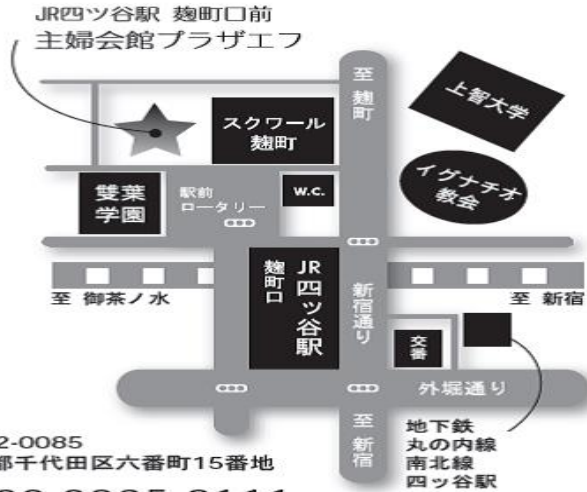 JR四ツ谷駅 麹町口前
主婦会館プラザエフ
至
麹
町
上智大学
スクワール
麹町
イグナチオ
教会
雙葉
学園
駅前
ロータリー
W.C.
麹町口
JR四ツ谷駅
新宿通り
至 御茶ノ水
至 新宿
交番
外堀通り
至
新宿
地下鉄
丸の内線
南北線
四ッ谷駅
2-0085
都千代田区六番町15番地